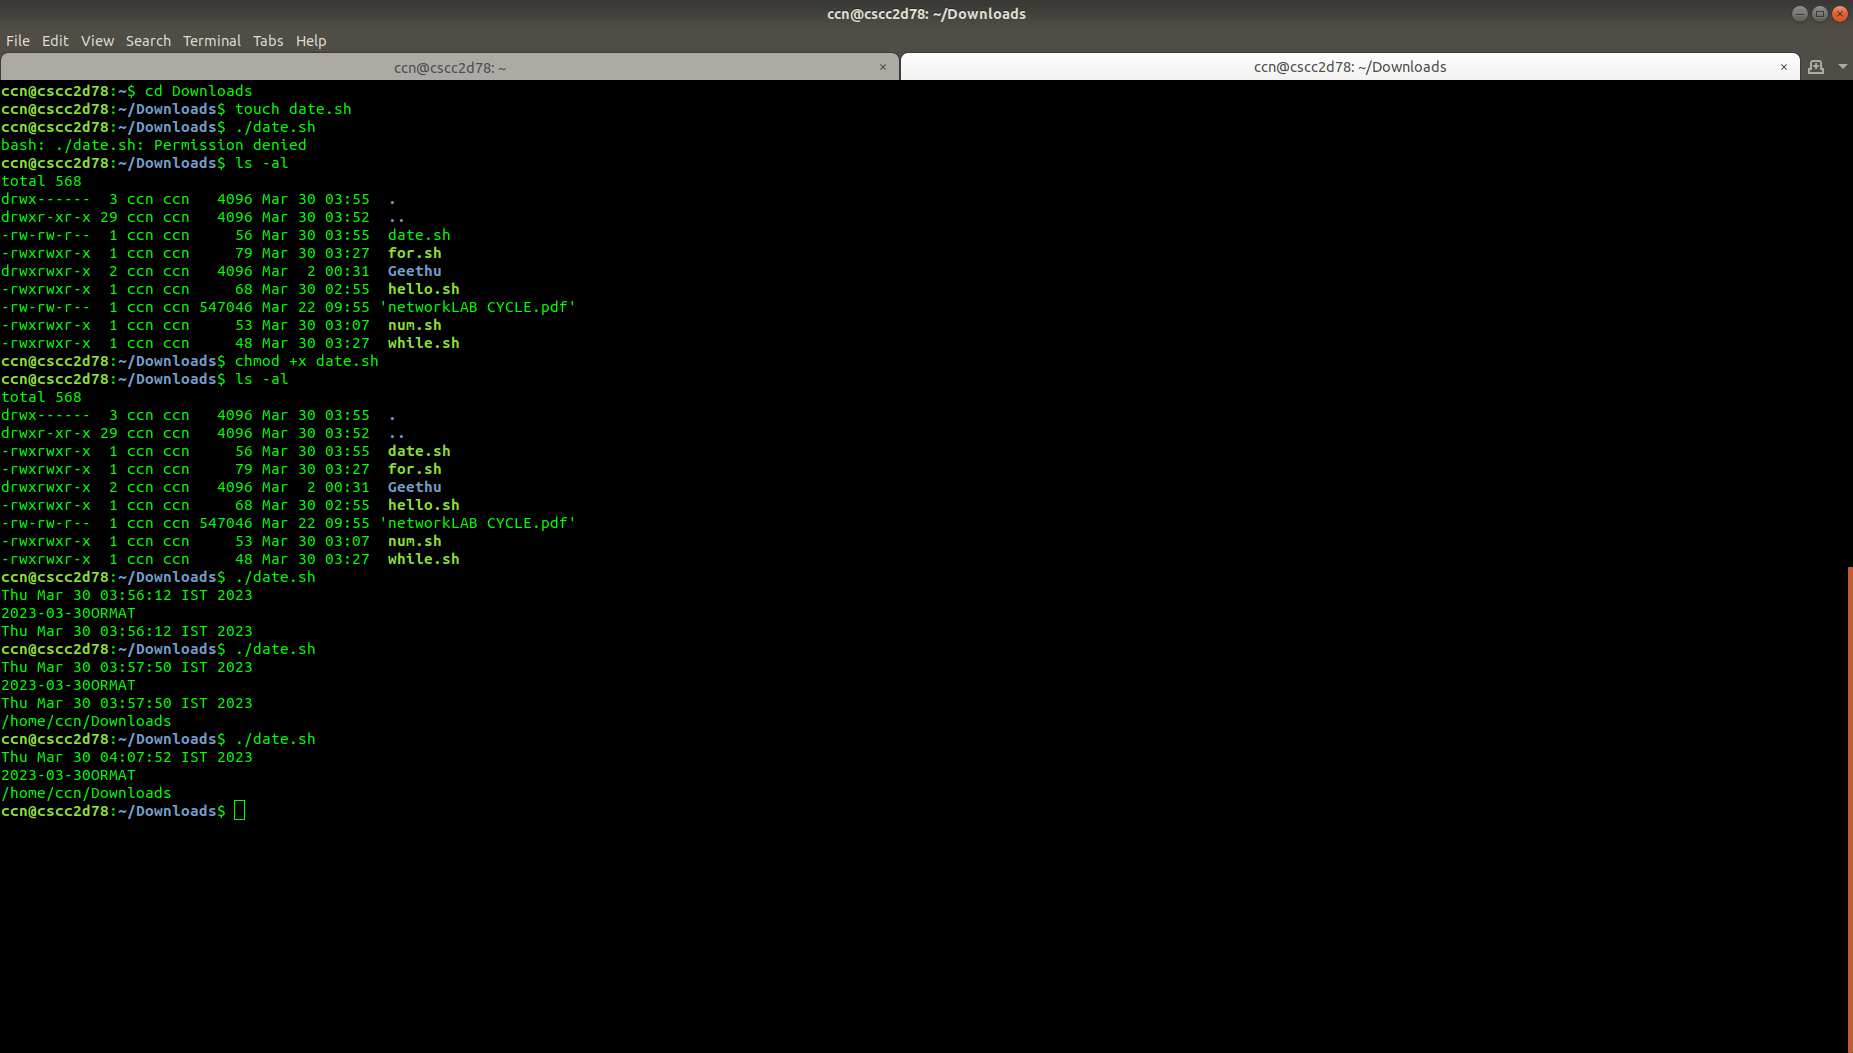 ccn@cscc2d78: ~/Downloads
File Edit View Search Terminal Tabs Help
ccn@cscc2d78: ~ × ccn@cscc2d78: ~/Downloads ×
ccn@cscc2d78:~$ cd Downloads
ccn@cscc2d78:~/Downloads$ touch date.sh
ccn@cscc2d78:~/Downloads$ ./date.sh
bash: ./date.sh: Permission denied
ccn@cscc2d78:~/Downloads$ ls -al
total 568
drwx------  3 ccn ccn   4096 Mar 30 03:55  .
drwxr-xr-x 29 ccn ccn   4096 Mar 30 03:52  ..
-rw-rw-r--  1 ccn ccn     56 Mar 30 03:55  date.sh
-rwxrwxr-x  1 ccn ccn     79 Mar 30 03:27  for.sh
drwxrwxr-x  2 ccn ccn   4096 Mar  2 00:31  Geethu
-rwxrwxr-x  1 ccn ccn     68 Mar 30 02:55  hello.sh
-rw-rw-r--  1 ccn ccn 547046 Mar 22 09:55 'networkLAB CYCLE.pdf'
-rwxrwxr-x  1 ccn ccn     53 Mar 30 03:07  num.sh
-rwxrwxr-x  1 ccn ccn     48 Mar 30 03:27  while.sh
ccn@cscc2d78:~/Downloads$ chmod +x date.sh
ccn@cscc2d78:~/Downloads$ ls -al
total 568
drwx------  3 ccn ccn   4096 Mar 30 03:55  .
drwxr-xr-x 29 ccn ccn   4096 Mar 30 03:52  ..
-rwxrwxr-x  1 ccn ccn     56 Mar 30 03:55  date.sh
-rwxrwxr-x  1 ccn ccn     79 Mar 30 03:27  for.sh
drwxrwxr-x  2 ccn ccn   4096 Mar  2 00:31  Geethu
-rwxrwxr-x  1 ccn ccn     68 Mar 30 02:55  hello.sh
-rw-rw-r--  1 ccn ccn 547046 Mar 22 09:55 'networkLAB CYCLE.pdf'
-rwxrwxr-x  1 ccn ccn     53 Mar 30 03:07  num.sh
-rwxrwxr-x  1 ccn ccn     48 Mar 30 03:27  while.sh
ccn@cscc2d78:~/Downloads$ ./date.sh
Thu Mar 30 03:56:12 IST 2023
2023-03-30ORMAT
Thu Mar 30 03:56:12 IST 2023
ccn@cscc2d78:~/Downloads$ ./date.sh
Thu Mar 30 03:57:50 IST 2023
2023-03-30ORMAT
Thu Mar 30 03:57:50 IST 2023
/home/ccn/Downloads
ccn@cscc2d78:~/Downloads$ ./date.sh
Thu Mar 30 04:07:52 IST 2023
2023-03-30ORMAT
/home/ccn/Downloads
ccn@cscc2d78:~/Downloads$